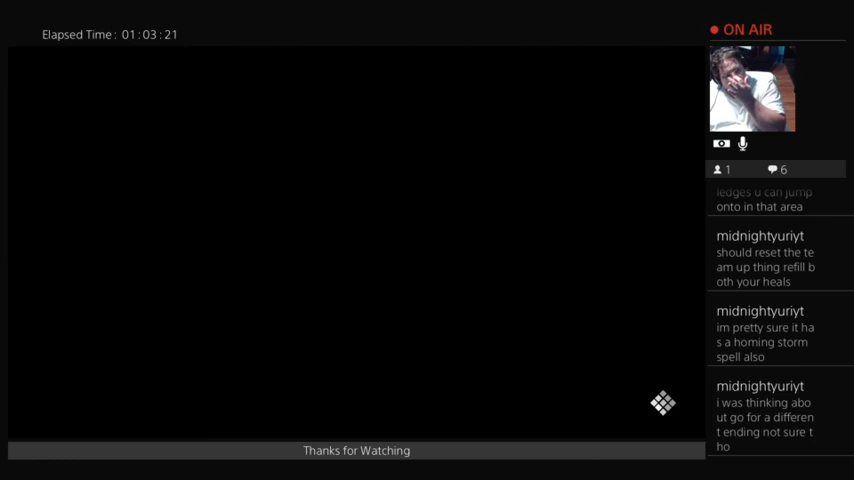 Elapsed Time: 01:03:21
ON AIR
1 6
ledges u can jump
onto in that area
midnightyuriyt
should reset the te
am up thing refill b
oth your heals
midnightyuriyt
im pretty sure it ha
s a homing storm
spell also
midnightyuriyt
i was thinking abo
ut go for a differen
t ending not sure t
ho
Thanks for Watching